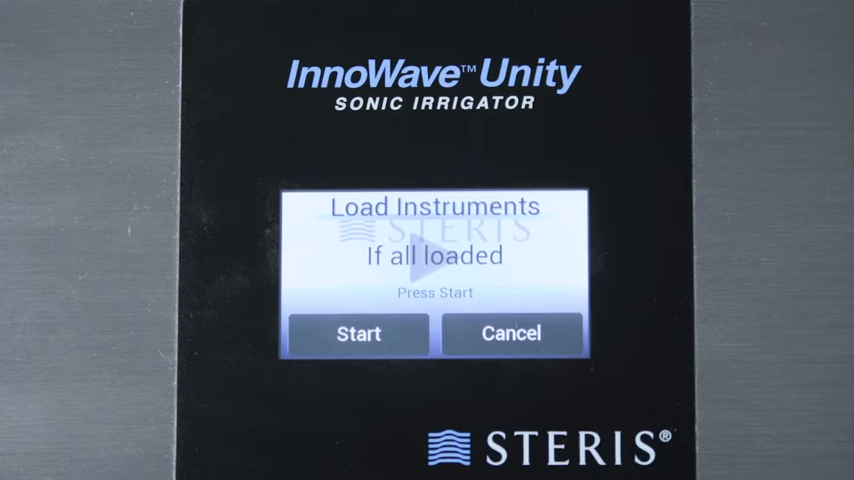 InnoWave™ Unity
SONIC IRRIGATOR
Load Instruments
STERIS
If all loaded
Press Start
Start Cancel
STERIS®